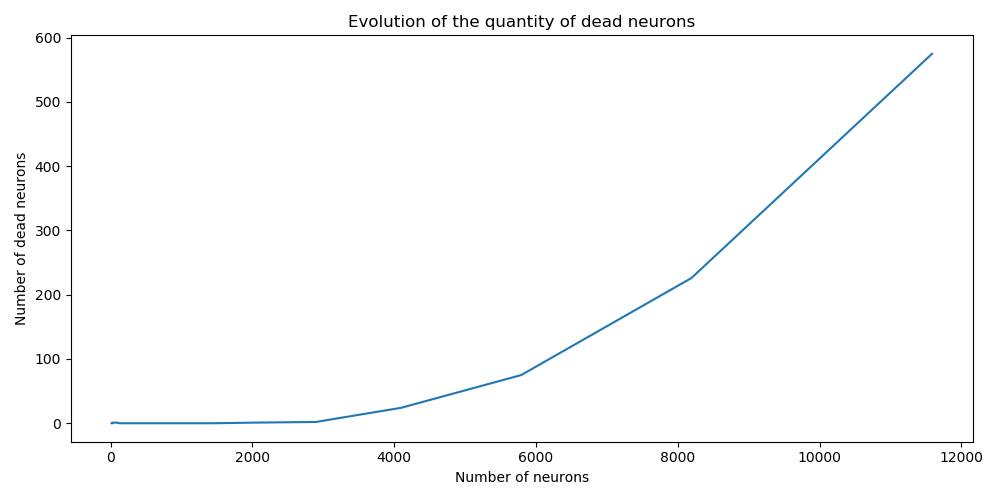 Evolution of the quantity of dead neurons
600
500
400
300
200
100
0
Number of dead neurons
0 2000 4000 6000 8000 10000 12000
Number of neurons